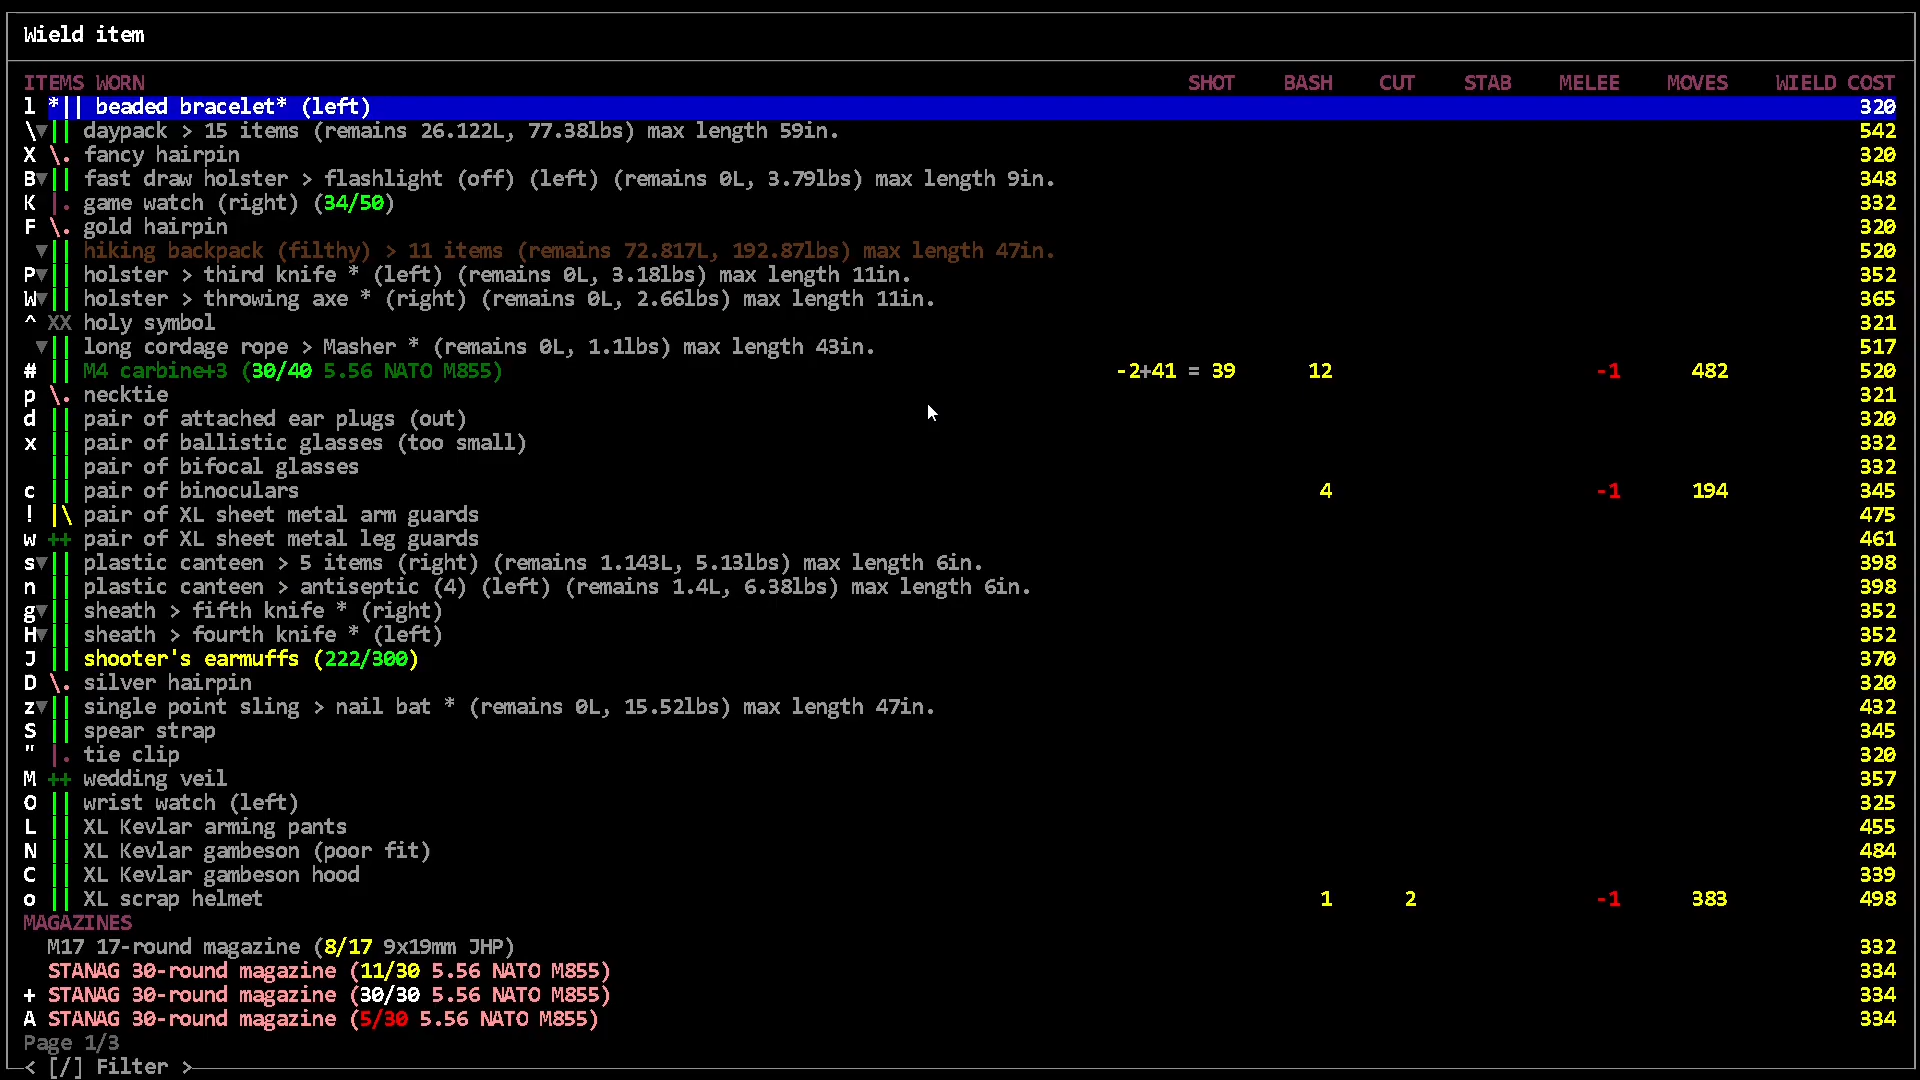 Wield item
ITEMS WORN SHOT BASH CUT STAB MELEE MOVES WIELD COST
l *|| beaded bracelet* (left) 320
\▼|| daypack > 15 items (remains 26.122L, 77.38lbs) max length 59in. 542
X \. fancy hairpin 320
B▼|| fast draw holster > flashlight (off) (left) (remains 0L, 3.79lbs) max length 9in. 348
K |. game watch (right) (34/50) 332
F \. gold hairpin 320
▼|| hiking backpack (filthy) > 11 items (remains 72.817L, 192.87lbs) max length 47in. 520
P▼|| holster > third knife * (left) (remains 0L, 3.18lbs) max length 11in. 352
W▼|| holster > throwing axe * (right) (remains 0L, 2.66lbs) max length 11in. 365
^ XX holy symbol 321
▼|| long cordage rope > Masher * (remains 0L, 1.1lbs) max length 43in. 517
# || M4 carbine+3 (30/40 5.56 NATO M855) -2+41 = 39 12 -1 482 520
p \. necktie 321
d || pair of attached ear plugs (out) 320
x || pair of ballistic glasses (too small) 332
|| pair of bifocal glasses 332
c || pair of binoculars 4 -1 194 345
! |\ pair of XL sheet metal arm guards 475
w ++ pair of XL sheet metal leg guards 461
s▼|| plastic canteen > 5 items (right) (remains 1.143L, 5.13lbs) max length 6in. 398
n || plastic canteen > antiseptic (4) (left) (remains 1.4L, 6.38lbs) max length 6in. 398
g▼|| sheath > fifth knife * (right) 352
H▼|| sheath > fourth knife * (left) 352
J || shooter's earmuffs (222/300) 370
D \. silver hairpin 320
z▼|| single point sling > nail bat * (remains 0L, 15.52lbs) max length 47in. 432
S || spear strap 345
" |. tie clip 320
M ++ wedding veil 357
O || wrist watch (left) 325
L || XL Kevlar arming pants 455
N || XL Kevlar gambeson (poor fit) 484
C || XL Kevlar gambeson hood 339
o || XL scrap helmet 1 2 -1 383 498
MAGAZINES
M17 17-round magazine (8/17 9x19mm JHP) 332
STANAG 30-round magazine (11/30 5.56 NATO M855) 334
+ STANAG 30-round magazine (30/30 5.56 NATO M855) 334
A STANAG 30-round magazine (5/30 5.56 NATO M855) 334
Page 1/3
< [/] Filter >